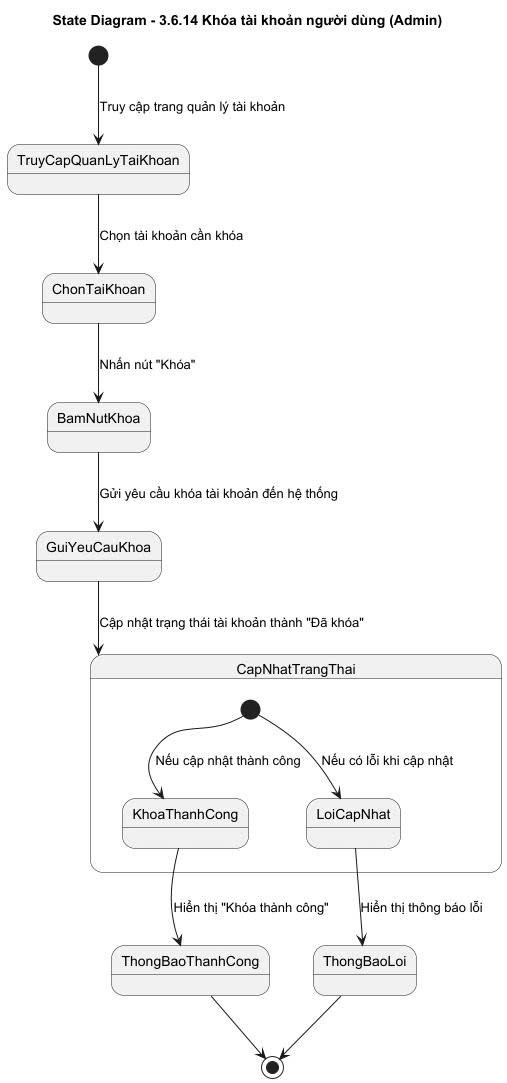 State Diagram - 3.6.14 Khóa tài khoản người dùng (Admin)
Truy cập trang quản lý tài khoản
TruyCapQuanLyTaiKhoan
Chọn tài khoản cần khóa
ChonTaiKhoan
Nhấn nút "Khóa"
BamNutKhoa
Gửi yêu cầu khóa tài khoản đến hệ thống
GuiYeuCauKhoa
Cập nhật trạng thái tài khoản thành "Đã khóa"
CapNhatTrangThai
Nếu cập nhật thành công
Nếu có lỗi khi cập nhật
KhoaThanhCong
LoiCapNhat
Hiển thị "Khóa thành công"
Hiển thị thông báo lỗi
ThongBaoThanhCong
ThongBaoLoi